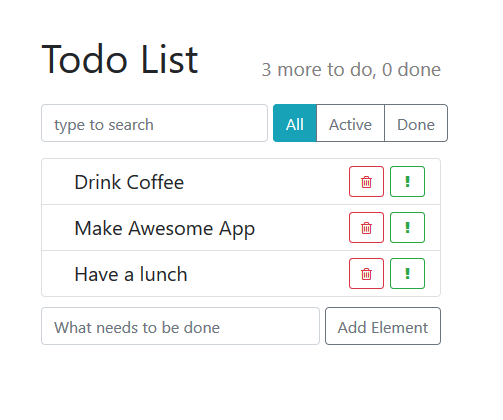 Todo List
3 more to do, 0 done
type to search
All Active Done
Drink Coffee !
Make Awesome App !
Have a lunch !
What needs to be done Add Element